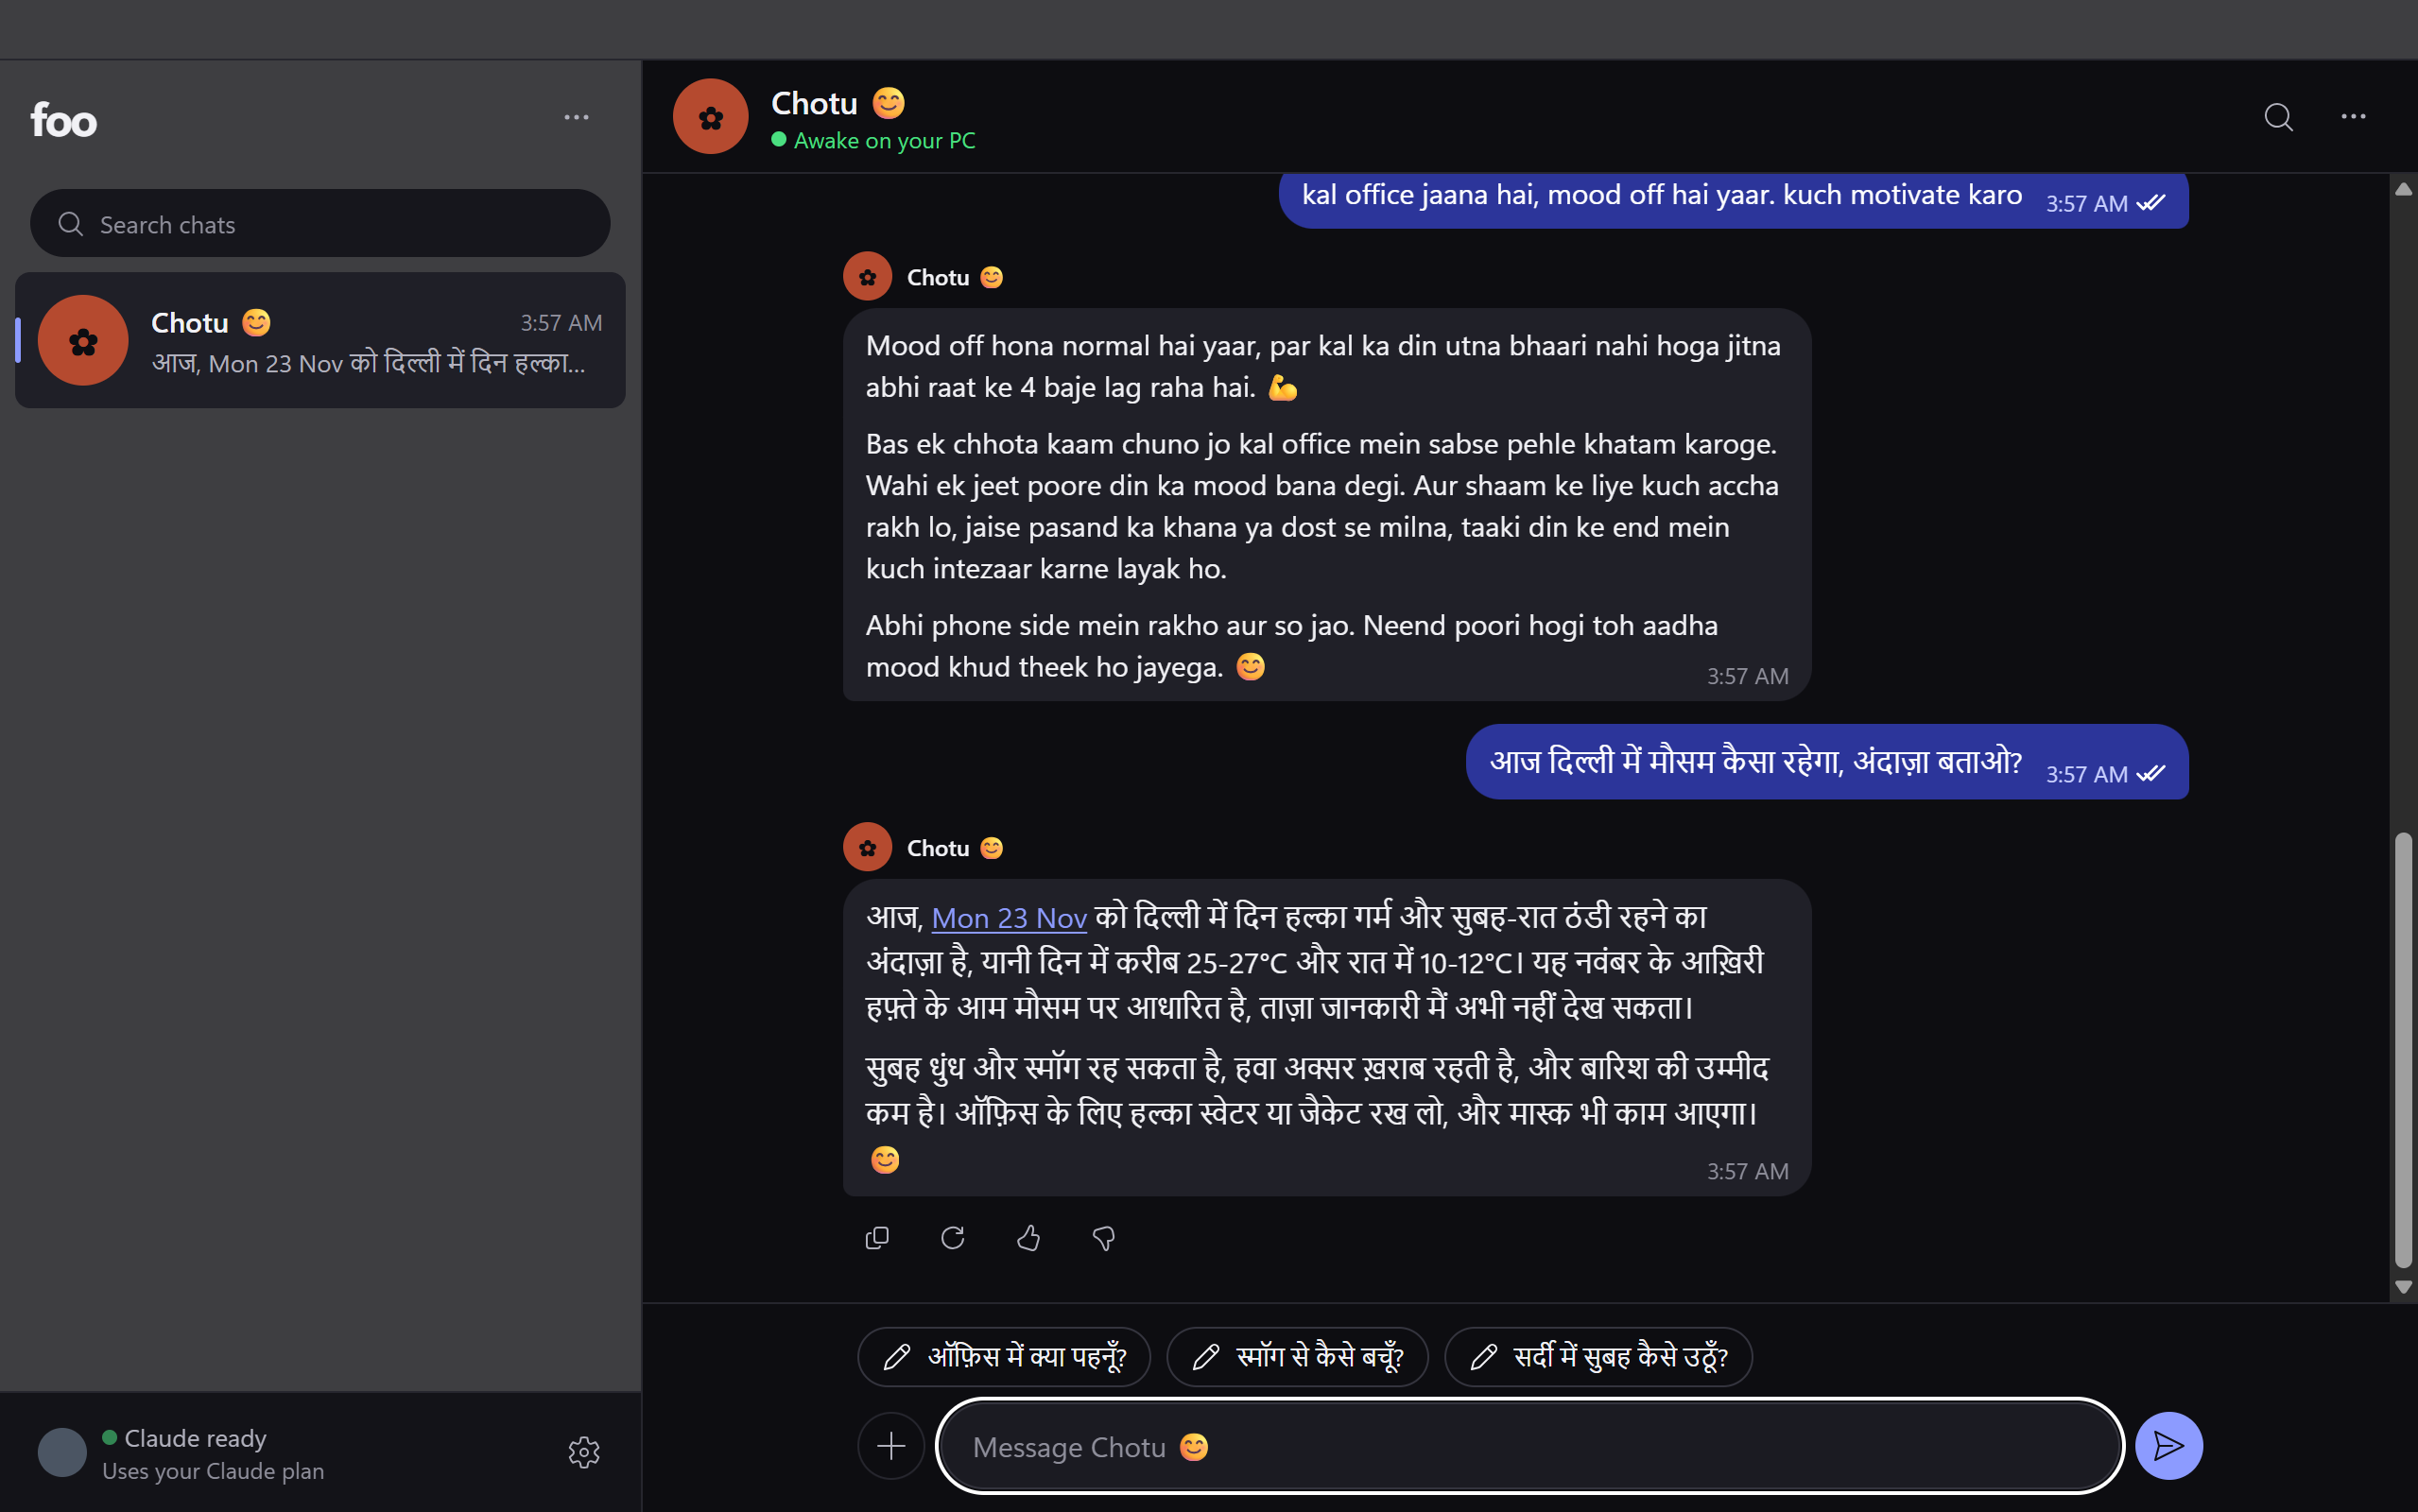 foo
Search chats
Chotu 😊
3:57 AM
आज, Mon 23 Nov को दिल्ली में दिन हल्का...
Claude ready
Uses your Claude plan
Chotu 😊
Awake on your PC
kal office jaana hai, mood off hai yaar. kuch motivate karo
3:57 AM
Chotu 😊
Mood off hona normal hai yaar, par kal ka din utna bhaari nahi hoga jitna
abhi raat ke 4 baje lag raha hai. 💪
Bas ek chhota kaam chuno jo kal office mein sabse pehle khatam karoge.
Wahi ek jeet poore din ka mood bana degi. Aur shaam ke liye kuch accha
rakh lo, jaise pasand ka khana ya dost se milna, taaki din ke end mein
kuch intezaar karne layak ho.
Abhi phone side mein rakho aur so jao. Neend poori hogi toh aadha
mood khud theek ho jayega. 😊
3:57 AM
आज दिल्ली में मौसम कैसा रहेगा, अंदाज़ा बताओ?
3:57 AM
Chotu 😊
आज, Mon 23 Nov को दिल्ली में दिन हल्का गर्म और सुबह-रात ठंडी रहने का
अंदाज़ा है, यानी दिन में करीब 25-27°C और रात में 10-12°C। यह नवंबर के आख़िरी
हफ़्ते के आम मौसम पर आधारित है, ताज़ा जानकारी मैं अभी नहीं देख सकता।
सुबह धुंध और स्मॉग रह सकता है, हवा अक्सर ख़राब रहती है, और बारिश की उम्मीद
कम है। ऑफ़िस के लिए हल्का स्वेटर या जैकेट रख लो, और मास्क भी काम आएगा।
😊
3:57 AM
ऑफ़िस में क्या पहनूँ?
स्मॉग से कैसे बचूँ?
सर्दी में सुबह कैसे उठूँ?
Message Chotu 😊